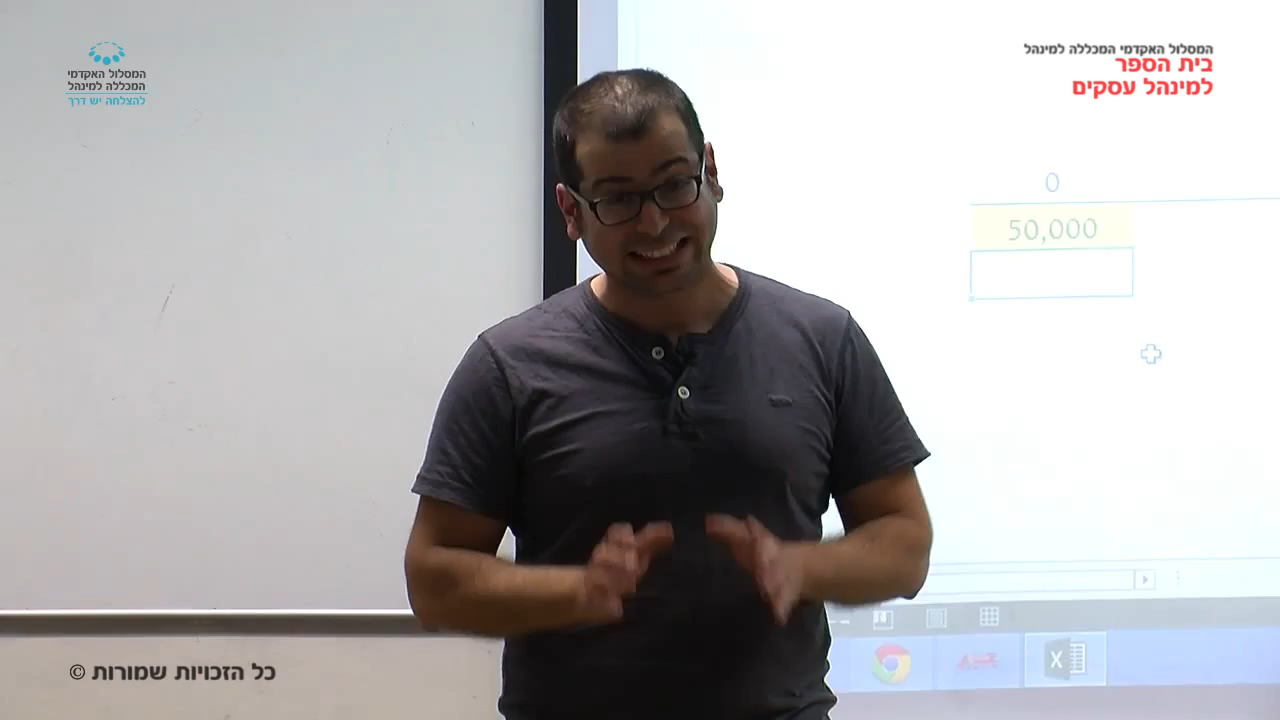 המסלול האקדמי
המכללה למינהל
להצלחה יש דרך
המסלול האקדמי המכללה למינהל
בית הספר
למינהל עסקים
0
50,000
כל הזכויות שמורות ©